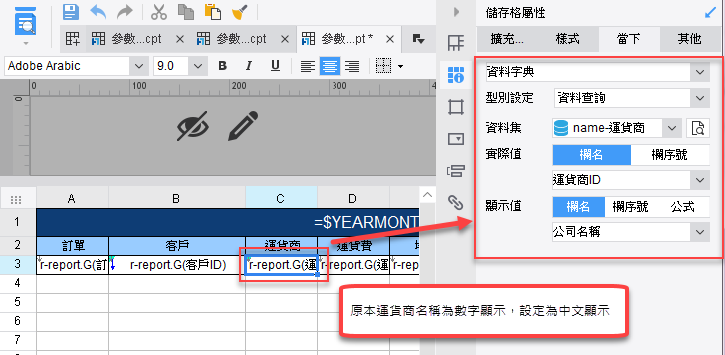 儲存格屬性
參數...cpt
參數...cpt
參數...pt *
擴充...
樣式
當下
其他
Adobe Arabic
9.0
B
資料字典
型別設定
資料查詢
資料集
name-運貨商
實際值
欄名
欄序號
運貨商ID
顯示值
欄名
欄序號
公式
公司名稱
0
100
200
300
0
A
B
C
D
1
=$YEARMONT
2
訂單
客戶
運貨商
運貨費
3
r-report.G(訂
r-report.G(客戶ID)
r-report.G(運
r-report.G(運
r-repor
4
5
6
7
8
原本運貨商名稱為數字顯示，設定為中文顯示